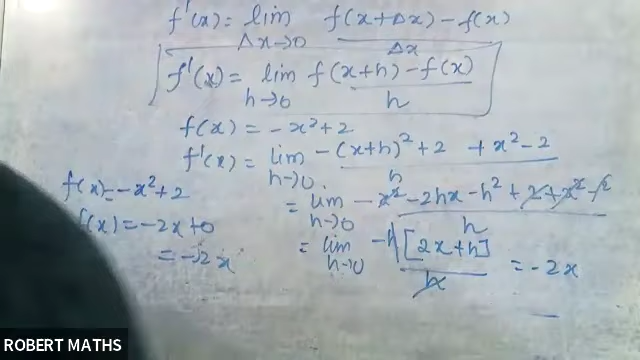 f'(x) = lim Δx→0 f(x+Δx) - f(x) / Δx
f'(x) = lim h→0 f(x+h) - f(x) / h
f(x) = -x²+2
f'(x) = lim h→0 -(x+h)²+2 +x²-2 / h
f(x) = -x²+2
= lim h→0 -x²-2hx-h²+2+x²-2 / h
f(x) = -2x+0
= lim h→0 -h[2x+h] / h = -2x
= -2x
ROBERT MATHS